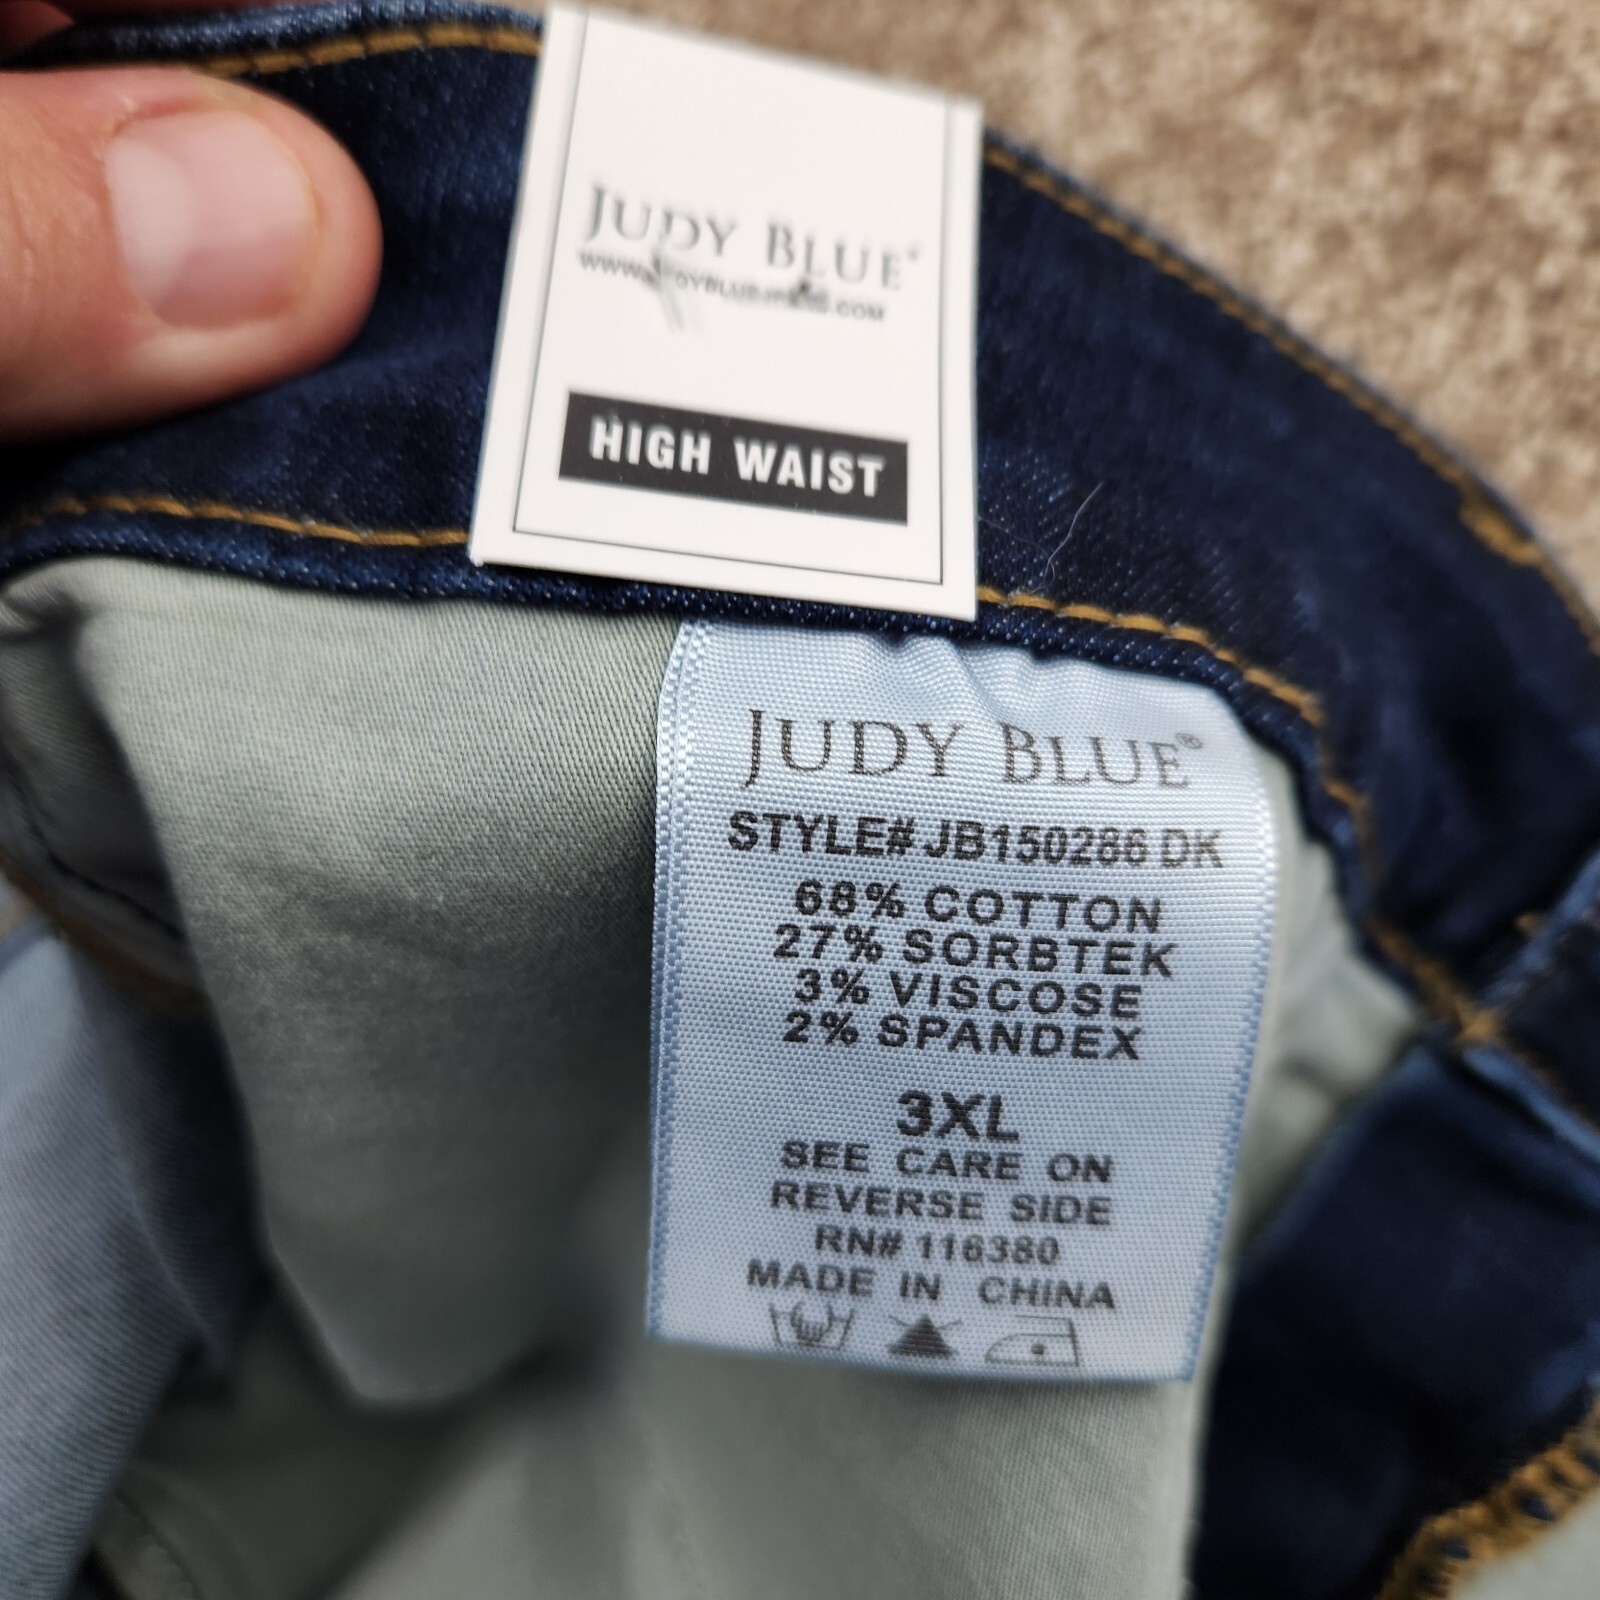 JUDY BLUE®
HIGH WAIST
JUDY BLUE®
STYLE# JB150286 DK
68% COTTON
27% SORBTEK
3% VISCOSE
2% SPANDEX
3XL
SEE CARE ON
REVERSE SIDE
RN# 116380
MADE IN CHINA